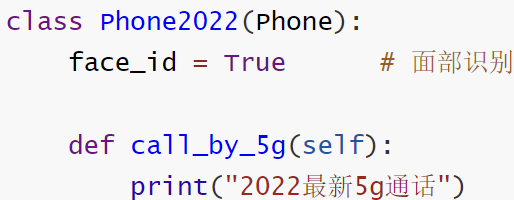 class Phone2022(Phone):
    face_id = True      # 面部识别
    def call_by_5g(self):
        print("2022最新5g通话")